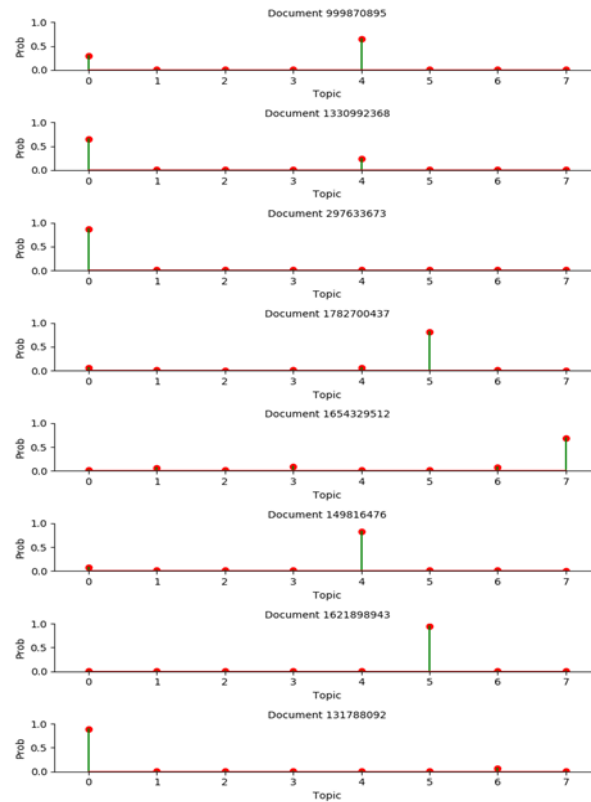 Document 999870895
1.0
0.5
0.0
Prob
0 1 2 3 4 5 6 7
Topic
Document 1330992368
1.0
0.5
0.0
Prob
0 1 2 3 4 5 6 7
Topic
Document 297633673
1.0
0.5
0.0
Prob
0 1 2 3 4 5 6 7
Topic
Document 1782700437
1.0
0.5
0.0
Prob
0 1 2 3 4 5 6 7
Topic
Document 1654329512
1.0
0.5
0.0
Prob
0 1 2 3 4 5 6 7
Topic
Document 149816476
1.0
0.5
0.0
Prob
0 1 2 3 4 5 6 7
Topic
Document 1621898943
1.0
0.5
0.0
Prob
0 1 2 3 4 5 6 7
Topic
Document 131788092
1.0
0.5
0.0
Prob
0 1 2 3 4 5 6 7
Topic